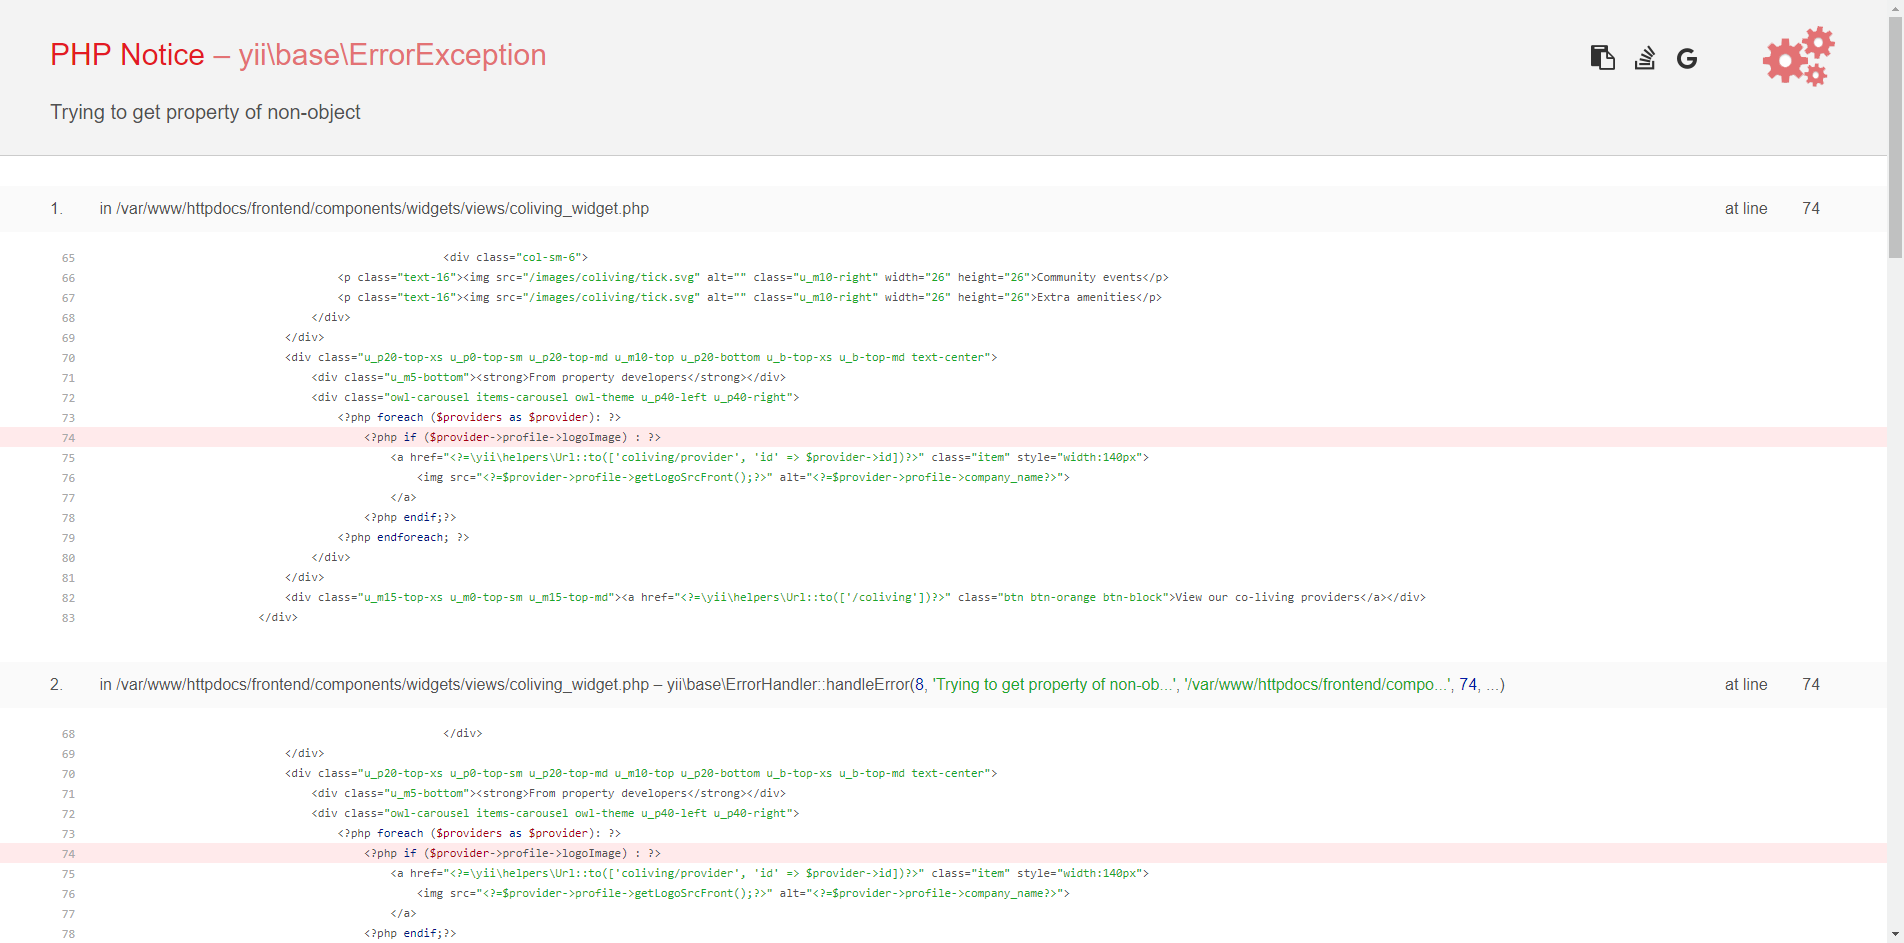 PHP Notice – yii\base\ErrorException
Trying to get property of non-object
1. in /var/www/httpdocs/frontend/components/widgets/views/coliving_widget.php at line 74
65 <div class="col-sm-6">
66 <p class="text-16"><img src="/images/coliving/tick.svg" alt="" class="u_m10-right" width="26" height="26">Community events</p>
67 <p class="text-16"><img src="/images/coliving/tick.svg" alt="" class="u_m10-right" width="26" height="26">Extra amenities</p>
68 </div>
69 </div>
70 <div class="u_p20-top-xs u_p0-top-sm u_p20-top-md u_m10-top u_p20-bottom u_b-top-xs u_b-top-md text-center">
71 <div class="u_m5-bottom"><strong>From property developers</strong></div>
72 <div class="owl-carousel items-carousel owl-theme u_p40-left u_p40-right">
73 <?php foreach ($providers as $provider): ?>
74 <?php if ($provider->profile->logoImage) : ?>
75 <a href="<?=\yii\helpers\Url::to(['coliving/provider', 'id' => $provider->id])?>" class="item" style="width:140px">
76 <img src="<?=$provider->profile->getLogoSrcFront();?>" alt="<?=$provider->profile->company_name?>">
77 </a>
78 <?php endif;?>
79 <?php endforeach; ?>
80 </div>
81 </div>
82 <div class="u_m15-top-xs u_m0-top-sm u_m15-top-md"><a href="<?=\yii\helpers\Url::to(['/coliving'])?>" class="btn btn-orange btn-block">View our co-living providers</a></div>
83 </div>
2. in /var/www/httpdocs/frontend/components/widgets/views/coliving_widget.php – yii\base\ErrorHandler::handleError(8, 'Trying to get property of non-ob...', '/var/www/httpdocs/frontend/compo...', 74, ...) at line 74
68 </div>
69 </div>
70 <div class="u_p20-top-xs u_p0-top-sm u_p20-top-md u_m10-top u_p20-bottom u_b-top-xs u_b-top-md text-center">
71 <div class="u_m5-bottom"><strong>From property developers</strong></div>
72 <div class="owl-carousel items-carousel owl-theme u_p40-left u_p40-right">
73 <?php foreach ($providers as $provider): ?>
74 <?php if ($provider->profile->logoImage) : ?>
75 <a href="<?=\yii\helpers\Url::to(['coliving/provider', 'id' => $provider->id])?>" class="item" style="width:140px">
76 <img src="<?=$provider->profile->getLogoSrcFront();?>" alt="<?=$provider->profile->company_name?>">
77 </a>
78 <?php endif;?>